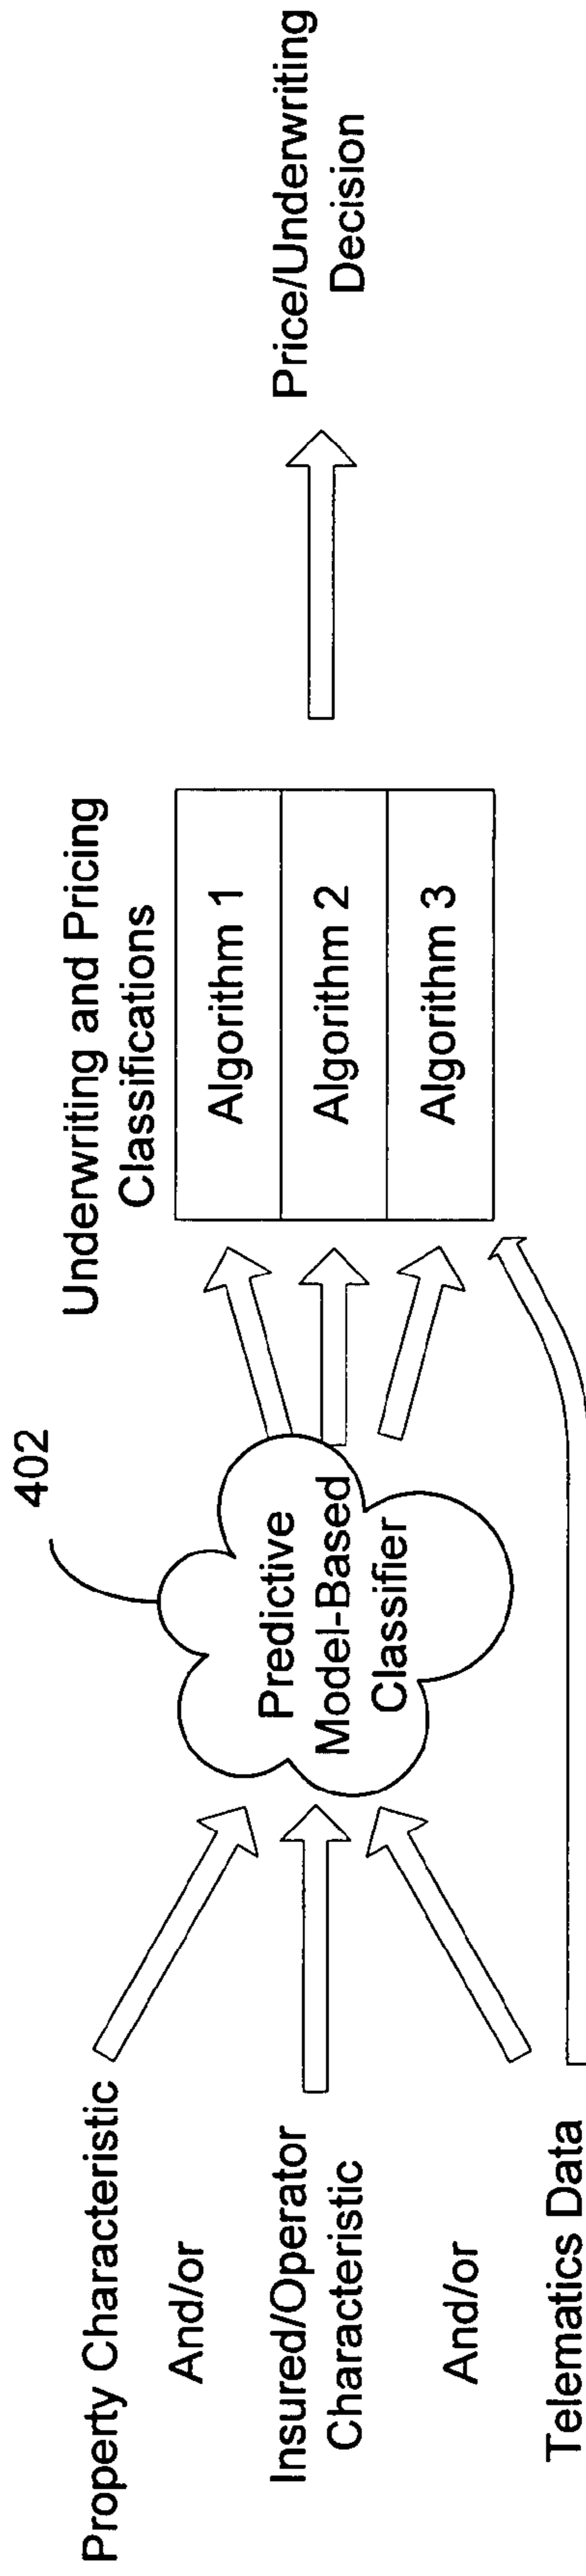 Property Characteristic
And/or
Insured/Operator
Characteristic
And/or
Telematics Data
402
Predictive
Model-Based
Classifier
Underwriting and Pricing
Classifications
Algorithm 1
Algorithm 2
Algorithm 3
Price/Underwriting
Decision